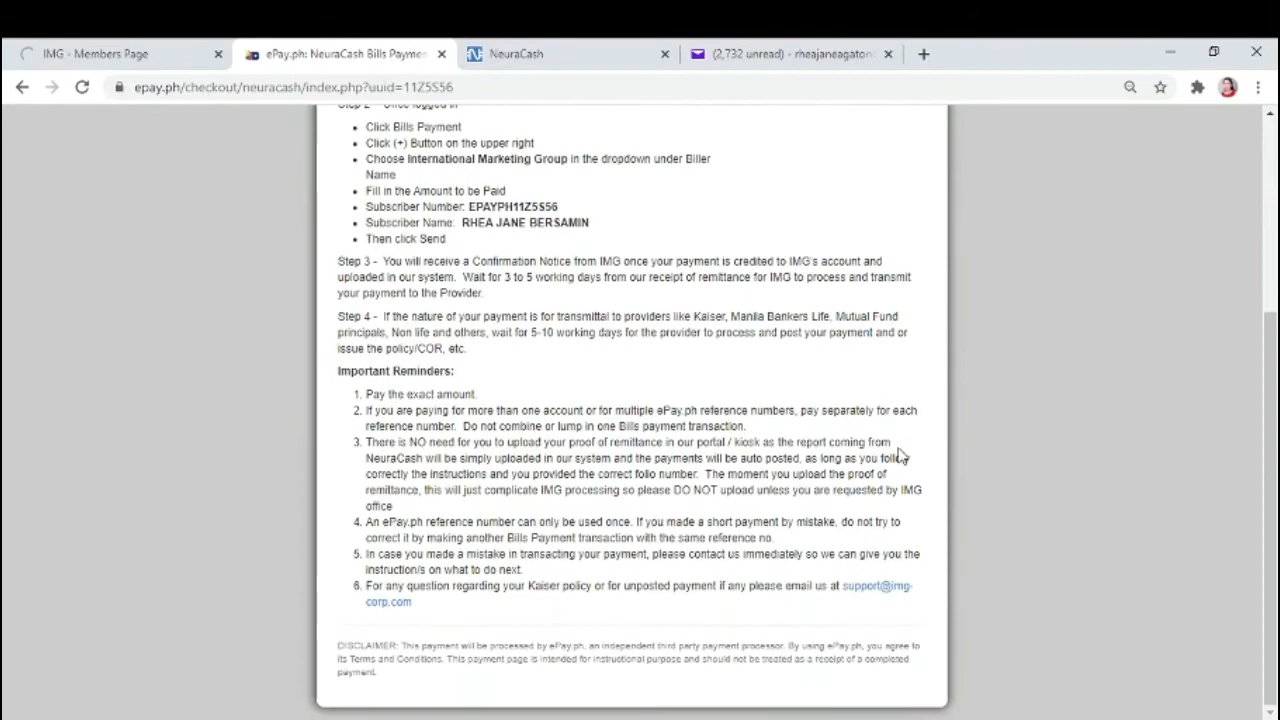 IMG - Members Page
ePay.ph: NeuraCash Bills Payme
NeuraCash
(2,732 unread) - rheajaneagaton
epay.ph/checkout/neuracash/index.php?uuid=11Z5S56
Step 2 - Once logged in
Click Bills Payment
Click (+) Button on the upper right
Choose International Marketing Group in the dropdown under Biller
Name
Fill in the Amount to be Paid
Subscriber Number: EPAYPH11Z5S56
Subscriber Name: RHEA JANE BERSAMIN
Then click Send
Step 3 - You will receive a Confirmation Notice from IMG once your payment is credited to IMG's account and
uploaded in our system. Wait for 3 to 5 working days from our receipt of remittance for IMG to process and transmit
your payment to the Provider.
Step 4 - If the nature of your payment is for transmittal to providers like Kaiser, Manila Bankers Life, Mutual Fund
principals, Non life and others, wait for 5-10 working days for the provider to process and post your payment and or
issue the policy/COR, etc.
Important Reminders:
1. Pay the exact amount.
2. If you are paying for more than one account or for multiple ePay.ph reference numbers, pay separately for each
reference number. Do not combine or lump in one Bills payment transaction.
3. There is NO need for you to upload your proof of remittance in our portal / kiosk as the report coming from
NeuraCash will be simply uploaded in our system and the payments will be auto posted, as long as you follow
correctly the instructions and you provided the correct folio number. The moment you upload the proof of
remittance, this will just complicate IMG processing so please DO NOT upload unless you are requested by IMG
office
4. An ePay.ph reference number can only be used once. If you made a short payment by mistake, do not try to
correct it by making another Bills Payment transaction with the same reference no.
5. In case you made a mistake in transacting your payment, please contact us immediately so we can give you the
instruction/s on what to do next.
6. For any question regarding your Kaiser policy or for unposted payment if any please email us at support@img-
corp.com
DISCLAIMER: This payment will be processed by ePay.ph, an independent third party payment processor. By using ePay.ph, you agree to
its Terms and Conditions. This payment page is intended for instructional purpose and should not be treated as a receipt of a completed
payment.